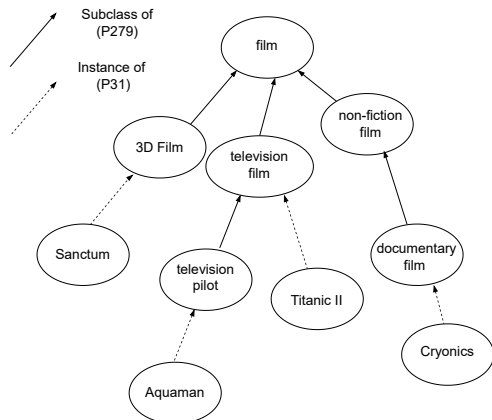 Subclass of
(P279)
Instance of
(P31)
film
3D Film
television
film
non-fiction
film
Sanctum
television
pilot
Titanic II
documentary
film
Aquaman
Cryonics